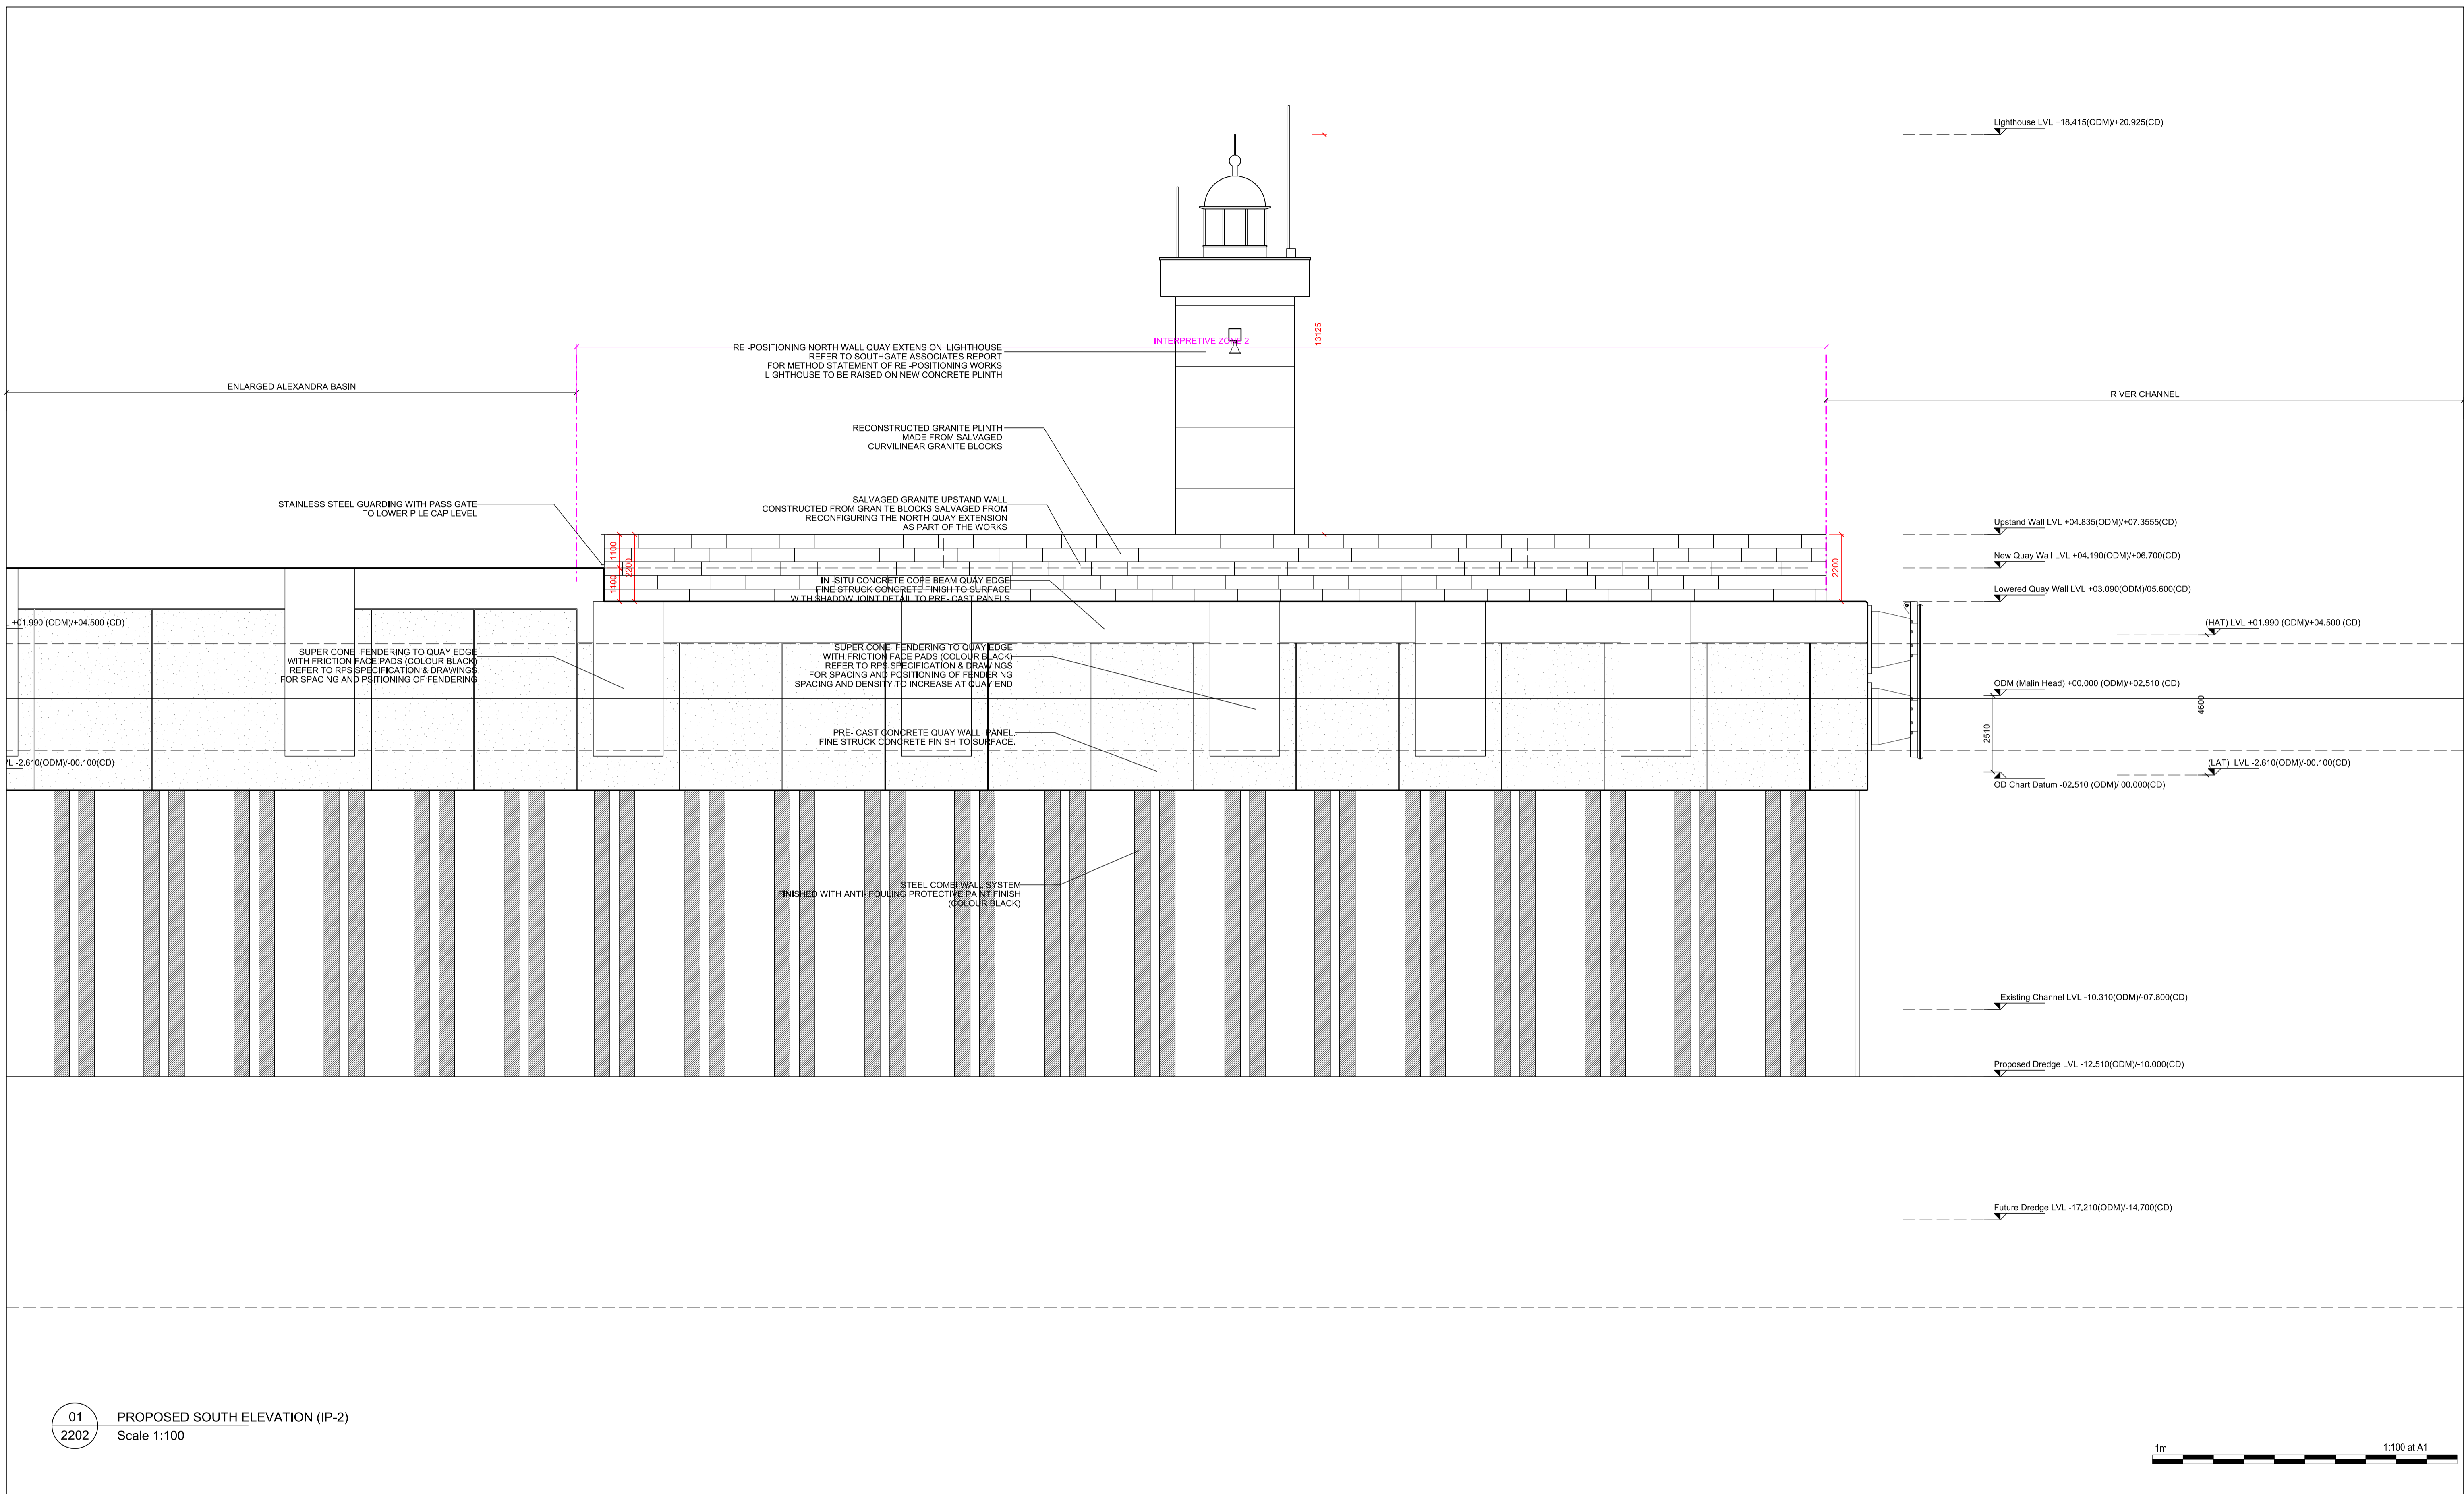 Lighthouse LVL +18.415(ODM)/+20.925(CD)
13125
INTERPRETIVE ZONE 2
RE -POSITIONING NORTH WALL QUAY EXTENSION LIGHTHOUSE
REFER TO SOUTHGATE ASSOCIATES REPORT
FOR METHOD STATEMENT OF RE -POSITIONING WORKS
LIGHTHOUSE TO BE RAISED ON NEW CONCRETE PLINTH
ENLARGED ALEXANDRA BASIN
RIVER CHANNEL
RECONSTRUCTED GRANITE PLINTH
MADE FROM SALVAGED
CURVILINEAR GRANITE BLOCKS
STAINLESS STEEL GUARDING WITH PASS GATE
TO LOWER PILE CAP LEVEL
SALVAGED GRANITE UPSTAND WALL
CONSTRUCTED FROM GRANITE BLOCKS SALVAGED FROM
RECONFIGURING THE NORTH QUAY EXTENSION
AS PART OF THE WORKS
Upstand Wall LVL +04.835(ODM)/+07.3555(CD)
New Quay Wall LVL +04.190(ODM)/+06.700(CD)
Lowered Quay Wall LVL +03.090(ODM)/05.600(CD)
1100
2200
1100
2200
IN -SITU CONCRETE COPE BEAM QUAY EDGE
FINE STRUCK CONCRETE FINISH TO SURFACE
WITH SHADOW JOINT DETAIL TO PRE- CAST PANELS
+01.990 (ODM)/+04.500 (CD)
(HAT) LVL +01.990 (ODM)/+04.500 (CD)
SUPER CONE FENDERING TO QUAY EDGE
WITH FRICTION FACE PADS (COLOUR BLACK)
REFER TO RPS SPECIFICATION & DRAWINGS
FOR SPACING AND PSITIONING OF FENDERING
SUPER CONE FENDERING TO QUAY EDGE
WITH FRICTION FACE PADS (COLOUR BLACK)
REFER TO RPS SPECIFICATION & DRAWINGS
FOR SPACING AND POSITIONING OF FENDERING
SPACING AND DENSITY TO INCREASE AT QUAY END
ODM (Malin Head) +00.000 (ODM)/+02.510 (CD)
4600
2510
PRE- CAST CONCRETE QUAY WALL PANEL.
FINE STRUCK CONCRETE FINISH TO SURFACE.
-2.610(ODM)/-00.100(CD)
(LAT) LVL -2.610(ODM)/-00.100(CD)
OD Chart Datum -02.510 (ODM)/ 00.000(CD)
STEEL COMBI WALL SYSTEM
FINISHED WITH ANTI- FOULING PROTECTIVE PAINT FINISH
(COLOUR BLACK)
Existing Channel LVL -10.310(ODM)/-07.800(CD)
Proposed Dredge LVL -12.510(ODM)/-10.000(CD)
Future Dredge LVL -17.210(ODM)/-14.700(CD)
01
2202
PROPOSED SOUTH ELEVATION (IP-2)
Scale 1:100
1m
1:100 at A1